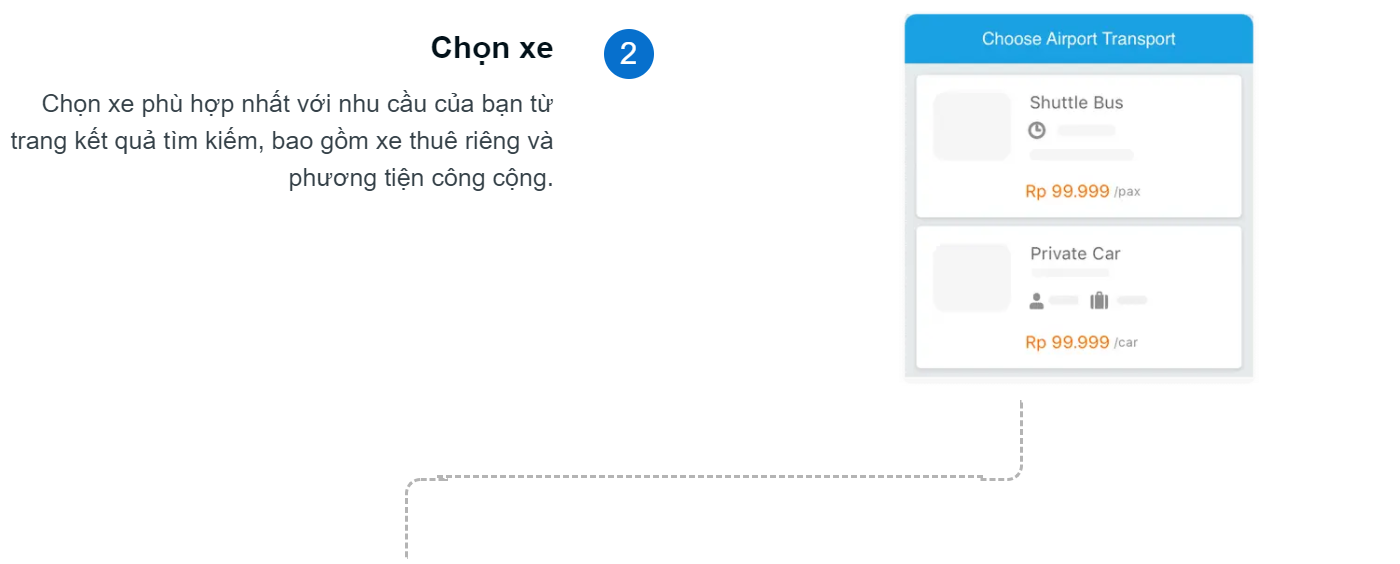 Chọn xe
2
Chọn xe phù hợp nhất với nhu cầu của bạn từ
trang kết quả tìm kiếm, bao gồm xe thuê riêng và
phương tiện công cộng.
Choose Airport Transport
Shuttle Bus
Rp 99.999 /pax
Private Car
Rp 99.999 /car